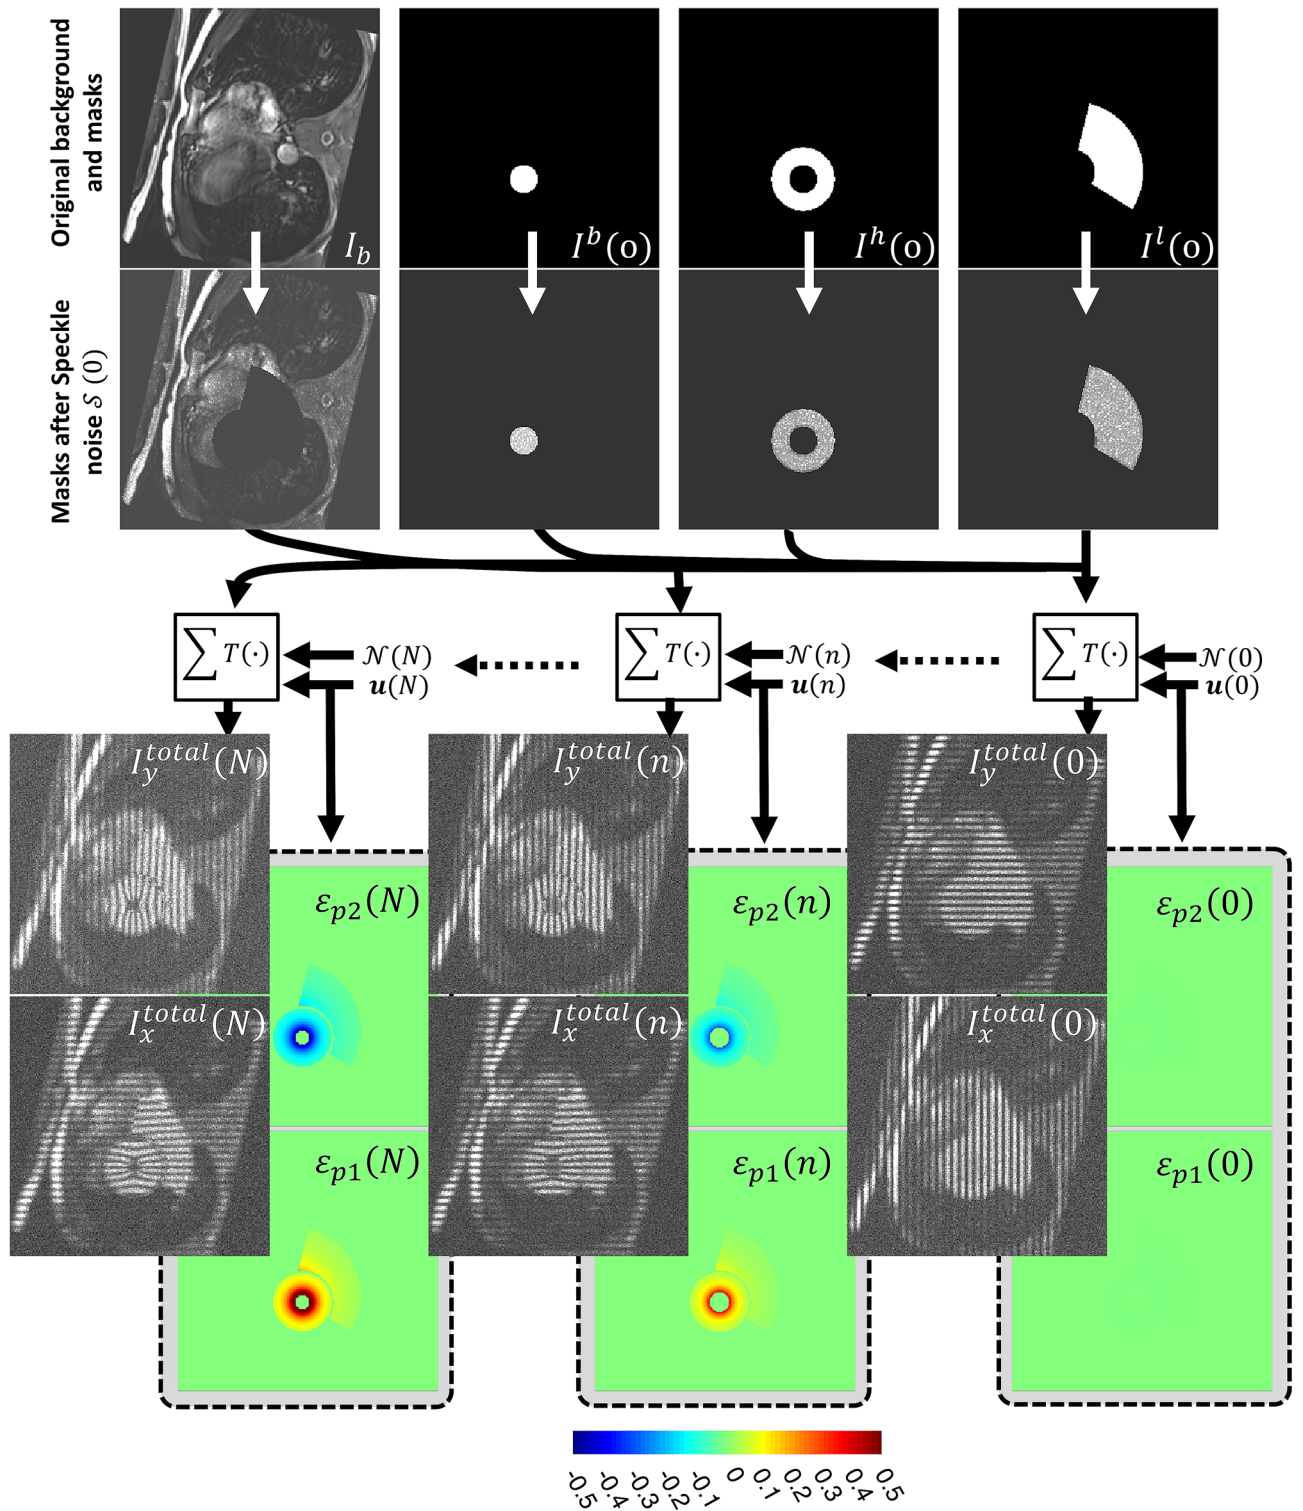 Original background
and masks
I_b
I^b(o)
I^h(o)
I^l(o)
Masks after Speckle
noise 𝒮(0)
∑ T(·)
𝒩(N)
𝒖(N)
∑ T(·)
𝒩(n)
𝒖(n)
∑ T(·)
𝒩(0)
𝒖(0)
I_y^total(N)
I_y^total(n)
I_y^total(0)
ε_p2(N)
ε_p2(n)
ε_p2(0)
I_x^total(N)
I_x^total(n)
I_x^total(0)
ε_p1(N)
ε_p1(n)
ε_p1(0)
-0.5 -0.4 -0.3 -0.2 -0.1 0 0.1 0.2 0.3 0.4 0.5